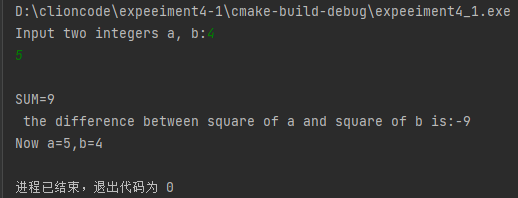 D:\clioncode\expeeiment4-1\cmake-build-debug\expeeiment4_1.exe
Input two integers a, b:4
5
SUM=9
the difference between square of a and square of b is:-9
Now a=5,b=4
进程已结束，退出代码为 0